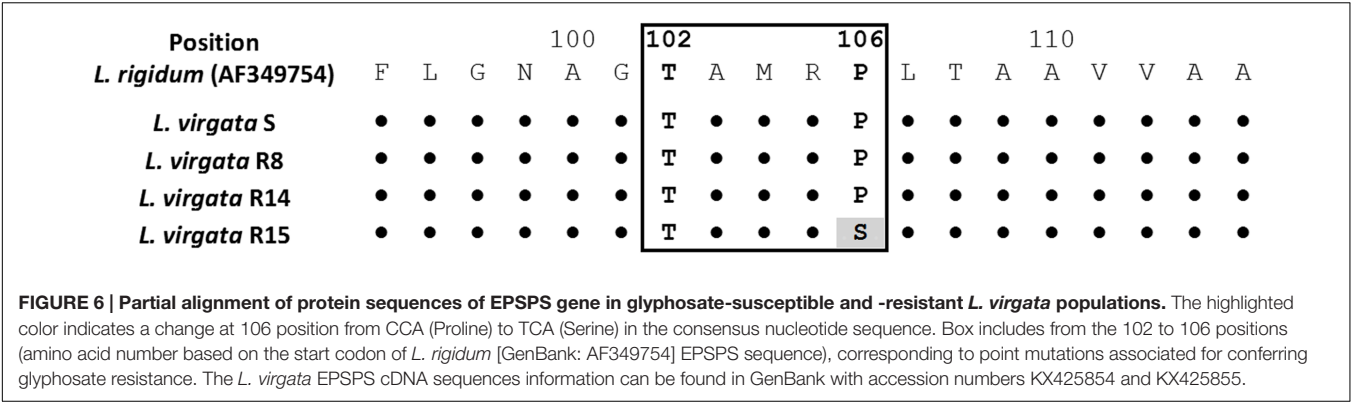 Position 100 102 106 110
L. rigidum (AF349754) F L G N A G T A M R P L T A A V V A A
L. virgata S ● ● ● ● ● ● T ● ● ● P ● ● ● ● ● ● ● ●
L. virgata R8 ● ● ● ● ● ● T ● ● ● P ● ● ● ● ● ● ● ●
L. virgata R14 ● ● ● ● ● ● T ● ● ● P ● ● ● ● ● ● ● ●
L. virgata R15 ● ● ● ● ● ● T ● ● ● S ● ● ● ● ● ● ● ●
FIGURE 6 | Partial alignment of protein sequences of EPSPS gene in glyphosate-susceptible and -resistant L. virgata populations. The highlighted
color indicates a change at 106 position from CCA (Proline) to TCA (Serine) in the consensus nucleotide sequence. Box includes from the 102 to 106 positions
(amino acid number based on the start codon of L. rigidum [GenBank: AF349754] EPSPS sequence), corresponding to point mutations associated for conferring
glyphosate resistance. The L. virgata EPSPS cDNA sequences information can be found in GenBank with accession numbers KX425854 and KX425855.